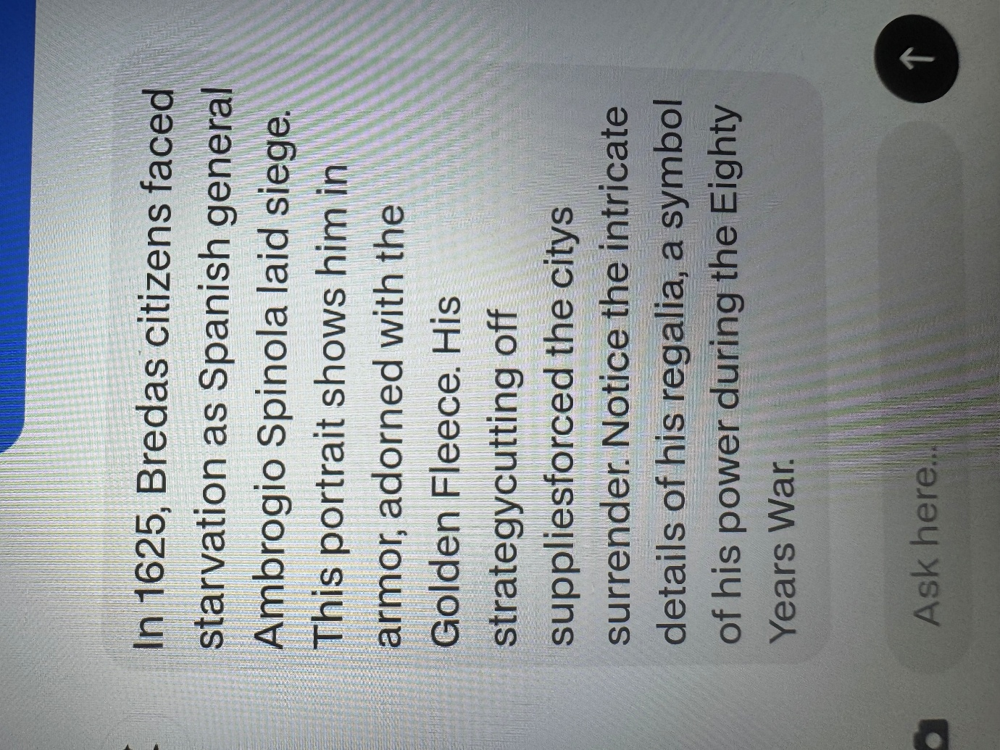 In 1625, Bredas citizens faced
starvation as Spanish general
Ambrogio Spinola laid siege.
This portrait shows him in
armor, adorned with the
Golden Fleece. His
strategycutting off
suppliesforced the citys
surrender. Notice the intricate
details of his regalia, a symbol
of his power during the Eighty
Years War.
Ask here...